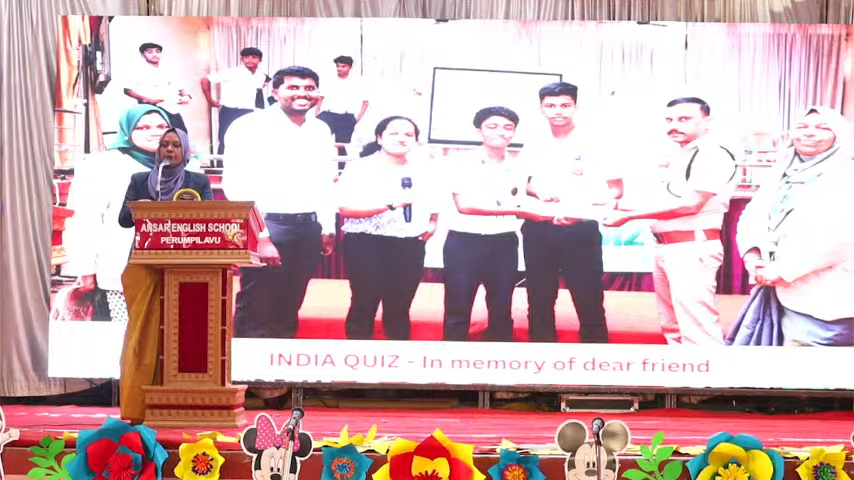 ANSAR ENGLISH SCHOOL
PERUMPILAVU
INDIA QUIZ - In memory of dear friend